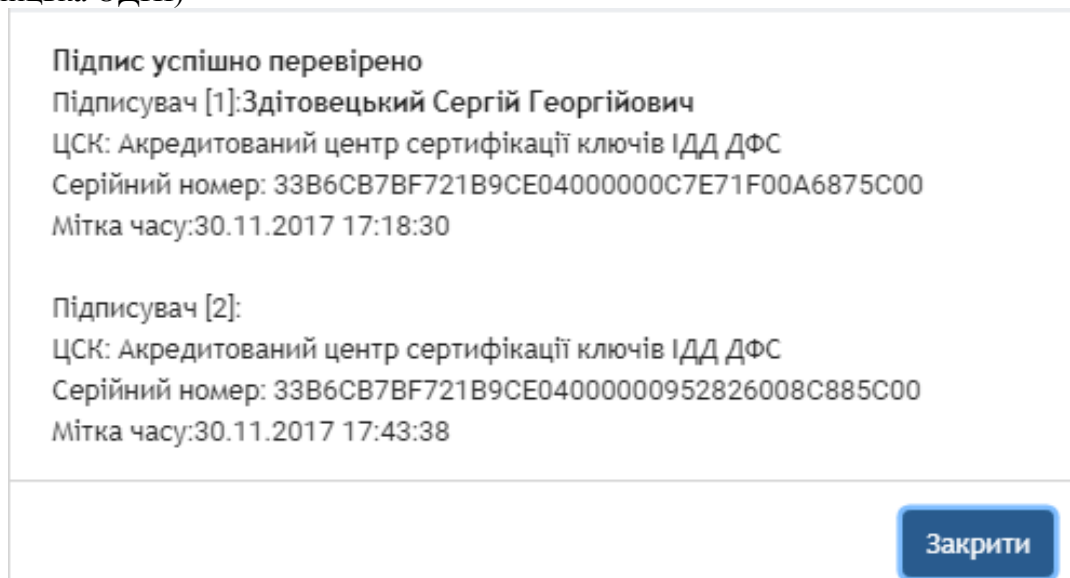 Підпис успішно перевірено
Підписувач [1]:Здітовецький Сергій Георгійович
ЦСК: Акредитований центр сертифікації ключів ІДД ДФС
Серійний номер: 33B6CB7BF721B9CE04000000C7E71F00A6875C00
Мітка часу:30.11.2017 17:18:30
Підписувач [2]:
ЦСК: Акредитований центр сертифікації ключів ІДД ДФС
Серійний номер: 33B6CB7BF721B9CE04000000952826008C885C00
Мітка часу:30.11.2017 17:43:38
Закрити